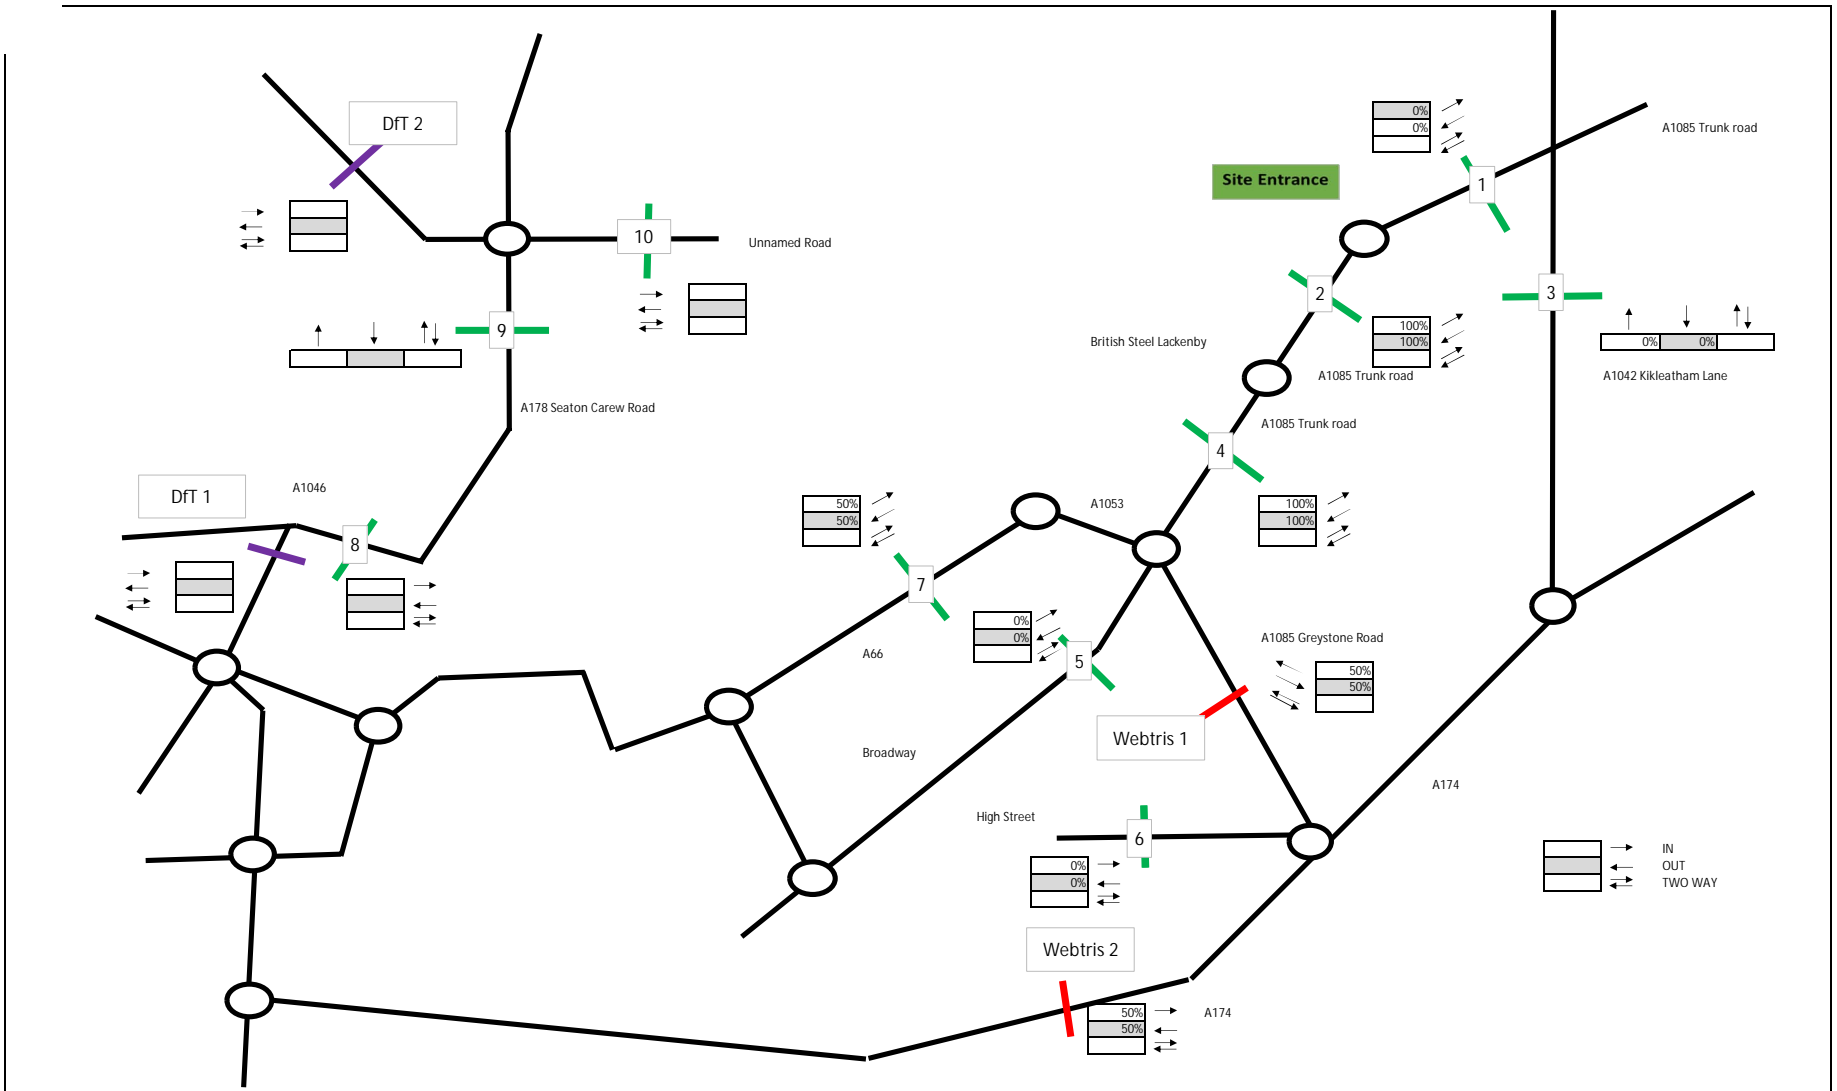 DfT 2
0%
0%
A1085 Trunk road
Site Entrance
1
10
Unnamed Road
2
3
9
100%
100%
British Steel Lackenby
0%
0%
A1085 Trunk road
A1042 Kikleatham Lane
A178 Seaton Carew Road
A1085 Trunk road
4
DfT 1
A1046
50%
50%
A1053
100%
100%
8
7
0%
0%
5
A66
A1085 Greystone Road
50%
50%
Webtris 1
Broadway
A174
High Street
6
0%
0%
IN
OUT
TWO WAY
Webtris 2
50%
50%
A174